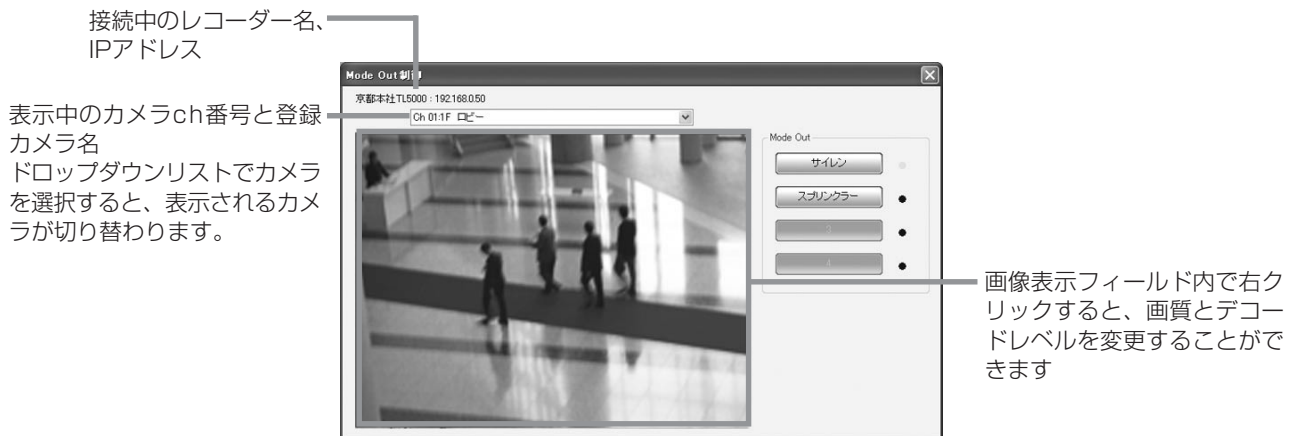 接続中のレコーダー名、
IPアドレス
表示中のカメラch番号と登録
カメラ名
ドロップダウンリストでカメラ
を選択すると、表示されるカメ
ラが切り替わります。
Mode Out制御
京都本社TL5000 : 192.168.0.50
Ch 01:1F ロビー
Mode Out
サイレン
スプリンクラー
3
4
画像表示フィールド内で右ク
リックすると、画質とデコー
ドレベルを変更することがで
きます